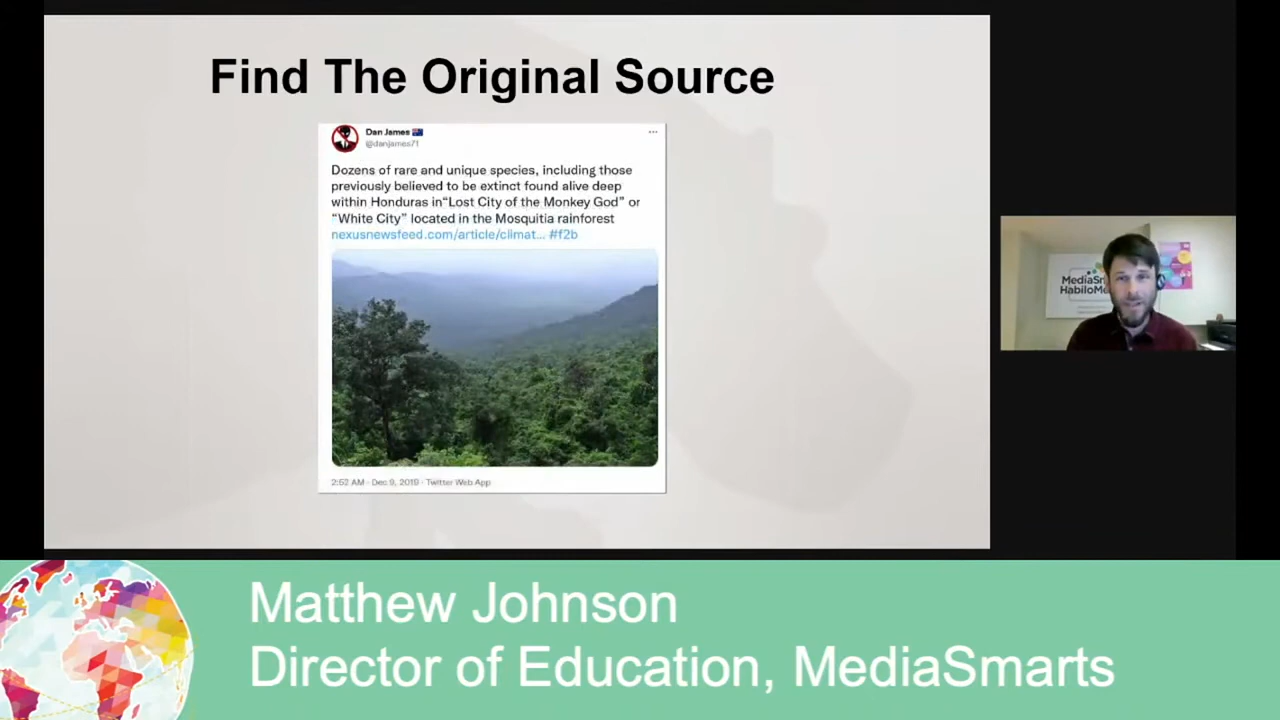 Find The Original Source
Dan James
@danjames71
Dozens of rare and unique species, including those
previously believed to be extinct found alive deep
within Honduras in“Lost City of the Monkey God” or
“White City” located in the Mosquitia rainforest
nexusnewsfeed.com/article/climat... #f2b
2:52 AM · Dec 9, 2019 · Twitter Web App
MediaSm
HabiloMe
Matthew Johnson
Director of Education, MediaSmarts